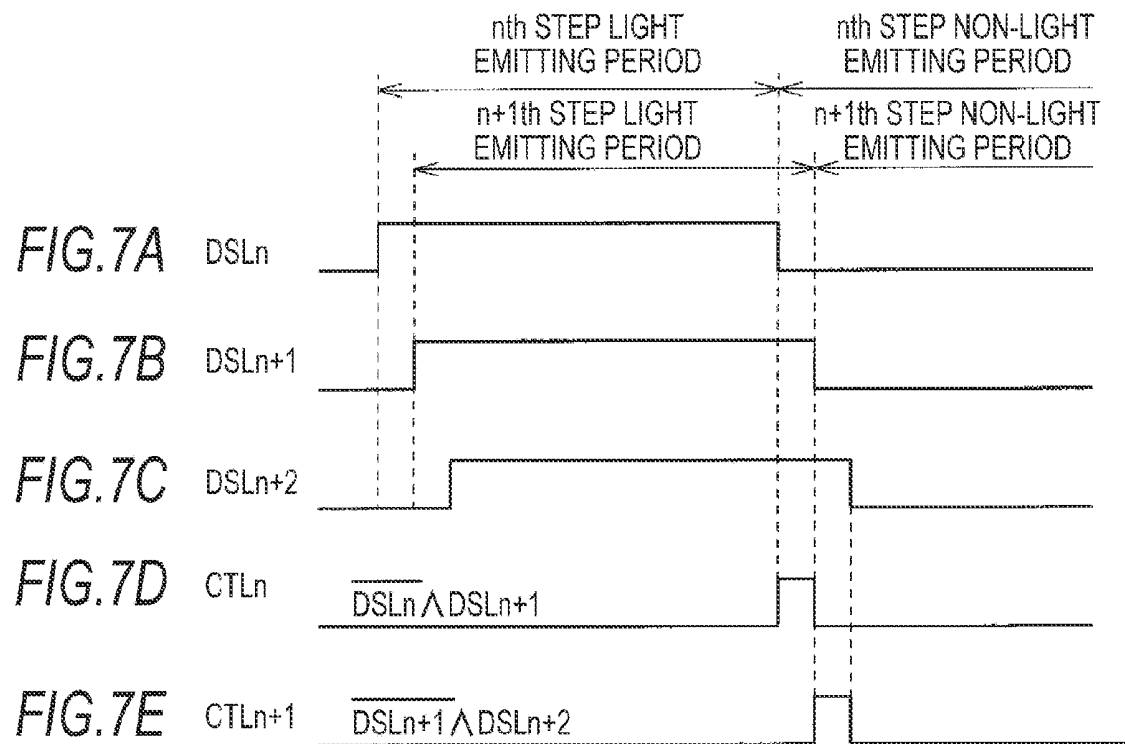 nth STEP LIGHT
EMITTING PERIOD
nth STEP NON-LIGHT
EMITTING PERIOD
n+1th STEP LIGHT
EMITTING PERIOD
n+1th STEP NON-LIGHT
EMITTING PERIOD
FIG.7A DSLn
FIG.7B DSLn+1
FIG.7C DSLn+2
FIG.7D CTLn
D̅S̅L̅n̅ ⋀ DSLn+1
FIG.7E CTLn+1
D̅S̅L̅n̅+̅1̅ ⋀ DSLn+2